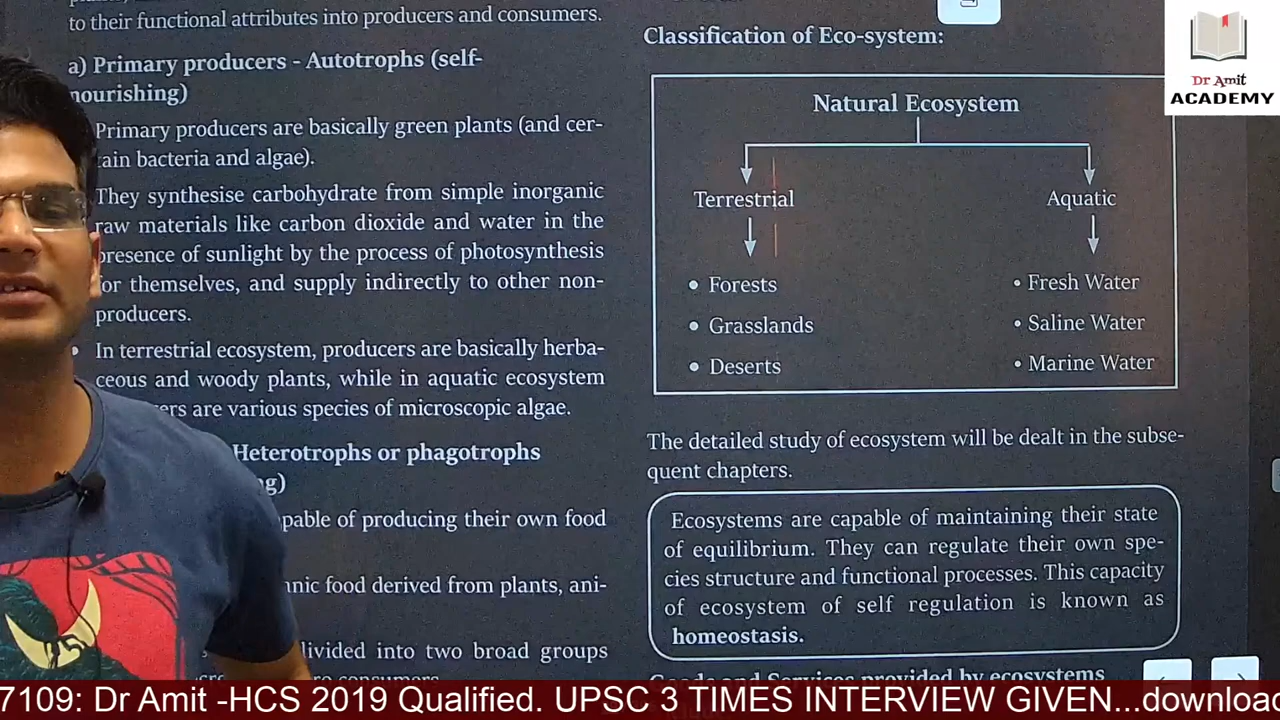 to their functional attributes into producers and consumers.
a) Primary producers - Autotrophs (self-
nourishing)
Primary producers are basically green plants (and cer-
tain bacteria and algae).
They synthesise carbohydrate from simple inorganic
raw materials like carbon dioxide and water in the
presence of sunlight by the process of photosynthesis
for themselves, and supply indirectly to other non-
producers.
• In terrestrial ecosystem, producers are basically herba-
ceous and woody plants, while in aquatic ecosystem
are various species of microscopic algae.
Heterotrophs or phagotrophs
of producing their own food
food derived from plants, ani-
into two broad groups
Classification of Eco-system:
Natural Ecosystem
Terrestrial
Aquatic
• Forests
• Grasslands
• Deserts
• Fresh Water
• Saline Water
• Marine Water
The detailed study of ecosystem will be dealt in the subse-
quent chapters.
Ecosystems are capable of maintaining their state
of equilibrium. They can regulate their own spe-
cies structure and functional processes. This capacity
of ecosystem of self regulation is known as
homeostasis.
Goods and Services provided by ecosystems
Dr Amit
ACADEMY
7109: Dr Amit -HCS 2019 Qualified. UPSC 3 TIMES INTERVIEW GIVEN...download